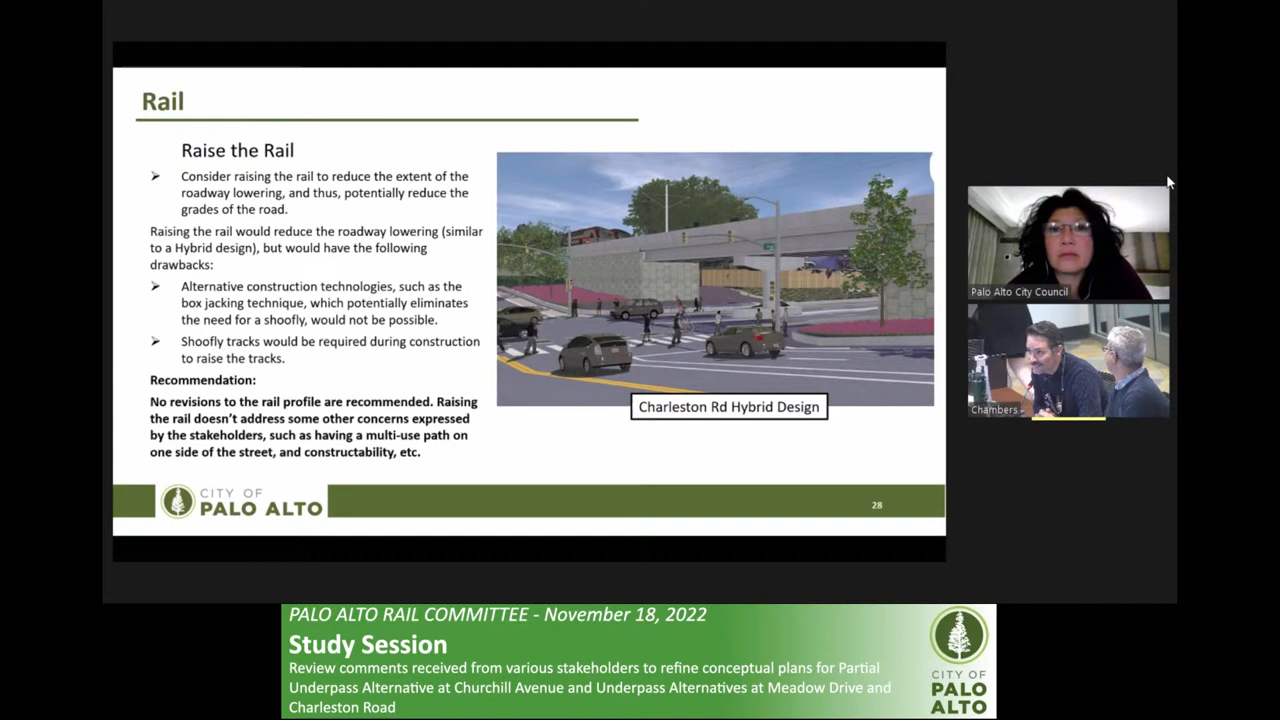 Rail
Raise the Rail
➢ Consider raising the rail to reduce the extent of the
roadway lowering, and thus, potentially reduce the
grades of the road.
Raising the rail would reduce the roadway lowering (similar
to a Hybrid design), but would have the following
drawbacks:
➢ Alternative construction technologies, such as the
box jacking technique, which potentially eliminates
the need for a shoofly, would not be possible.
➢ Shoofly tracks would be required during construction
to raise the tracks.
Recommendation:
No revisions to the rail profile are recommended. Raising
the rail doesn't address some other concerns expressed
by the stakeholders, such as having a multi-use path on
one side of the street, and constructability, etc.
Charleston Rd Hybrid Design
CITY OF
PALO ALTO
28
Palo Alto City Council
Chambers
PALO ALTO RAIL COMMITTEE - November 18, 2022
Study Session
Review comments received from various stakeholders to refine conceptual plans for Partial
Underpass Alternative at Churchill Avenue and Underpass Alternatives at Meadow Drive and
Charleston Road
CITY OF
PALO
ALTO